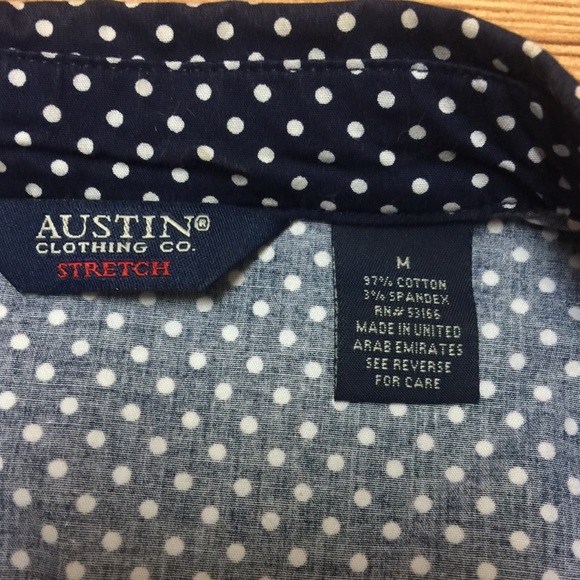 AUSTIN®
CLOTHING CO.
STRETCH
M
97% COTTON
3% SPANDEX
RN# 53166
MADE IN UNITED
ARAB EMIRATES
SEE REVERSE
FOR CARE